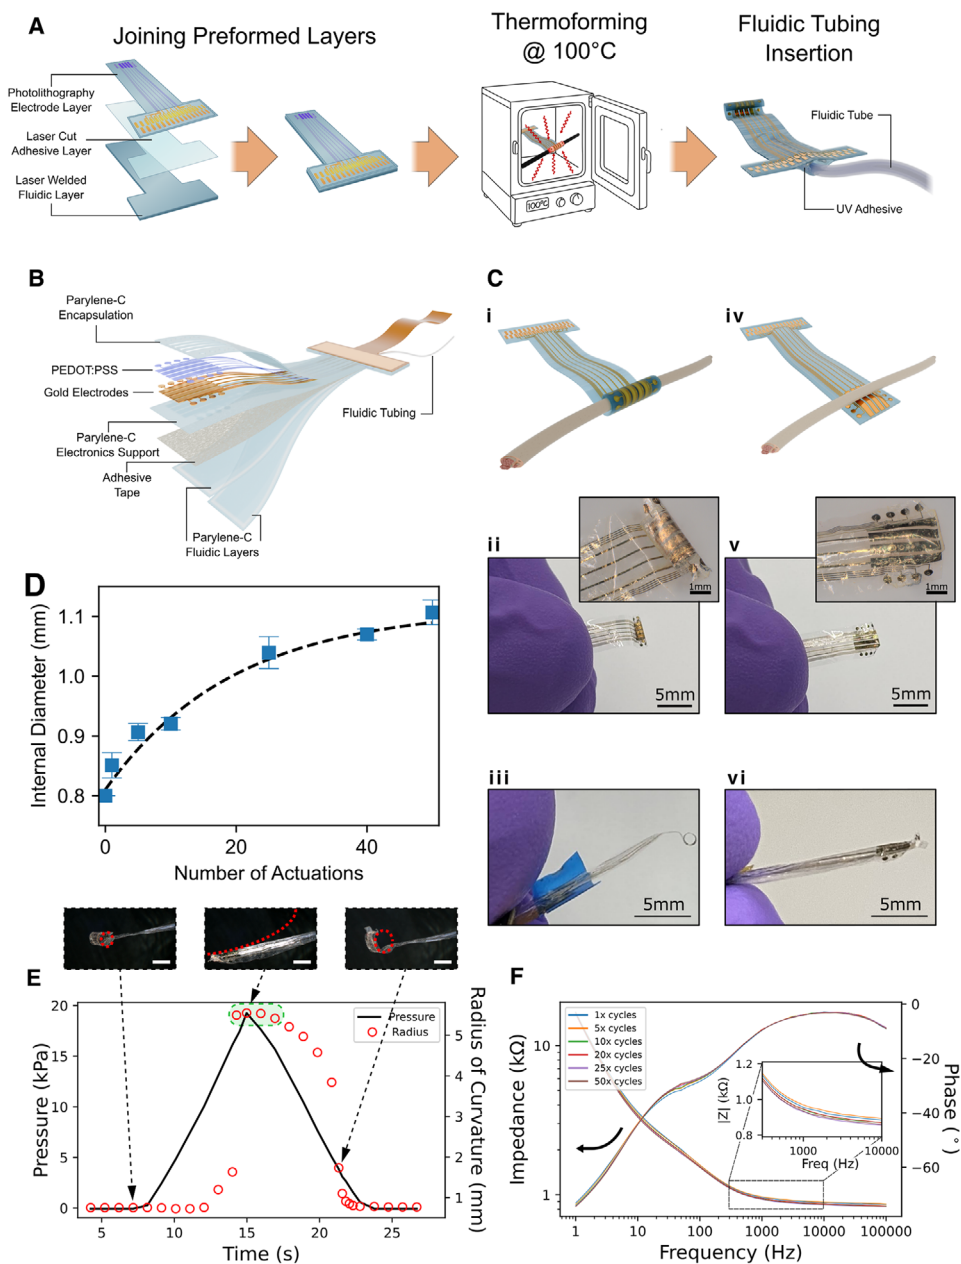 A
Joining Preformed Layers
Thermoforming
@ 100°C
Fluidic Tubing
Insertion
Photolithography
Electrode Layer
Laser Cut
Adhesive Layer
Laser Welded
Fluidic Layer
100°C
Fluidic Tube
UV Adhesive
B
Parylene-C
Encapsulation
PEDOT:PSS
Gold Electrodes
Parylene-C
Electronics Support
Adhesive
Tape
Parylene-C
Fluidic Layers
Fluidic Tubing
C
i
iv
ii
1mm
5mm
v
1mm
5mm
iii
5mm
vi
5mm
D
Internal Diameter (mm)
1.1
1.0
0.9
0.8
0
20
40
Number of Actuations
E
Pressure (kPa)
20
15
10
5
0
5
10
15
20
25
Time (s)
Pressure
Radius
Radius of Curvature (mm)
5
4
3
2
1
F
Impedance (kΩ)
10
1
1x cycles
5x cycles
10x cycles
20x cycles
25x cycles
50x cycles
|Z| (kΩ)
1.2
1.0
0.8
1000
10000
Freq (Hz)
0
−20
−40
−60
Phase (°)
1
10
100
1000
10000
100000
Frequency (Hz)